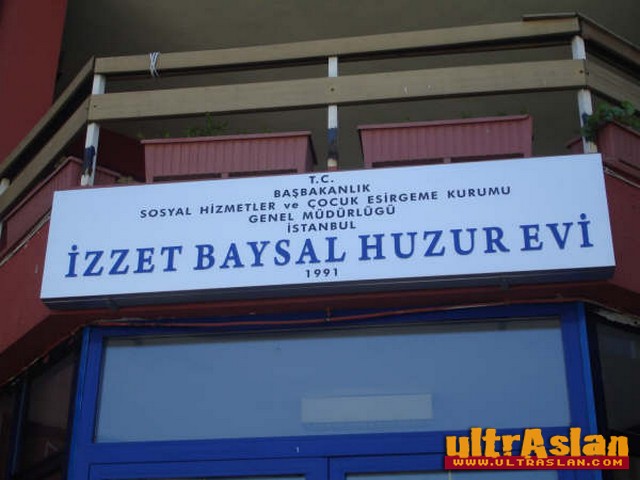 T.C.
BAŞBAKANLIK
SOSYAL HİZMETLER ve ÇOCUK ESİRGEME KURUMU
GENEL MÜDÜRLÜĞÜ
İSTANBUL
İZZET BAYSAL HUZUR EVİ
1991
ultrAslan
WWW.ULTRASLAN.COM